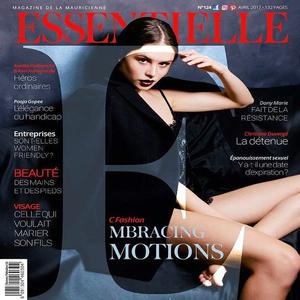 MAGAZINE DE LA MAURICIENNE
N°124
AVRIL 2017 • 132 PAGES
ESSENTIELLE
Héros
ordinaires
Pooja Gopee
L'élégance
du handicap
Entreprises
SONT-ELLES
WOMEN
FRIENDLY?
BEAUTÉ
DES MAINS
ET DES PIEDS
VISAGE
CELLE QUI
VOULAIT
MARIER
SON FILS
Dany Marie
FAIT DE LA
RÉSISTANCE
Christine Duvergé
La détenue
Épanouissement sexuel
Y a-t-il une date
d'expiration?
C Fashion
E
MBRACING
MOTIONS